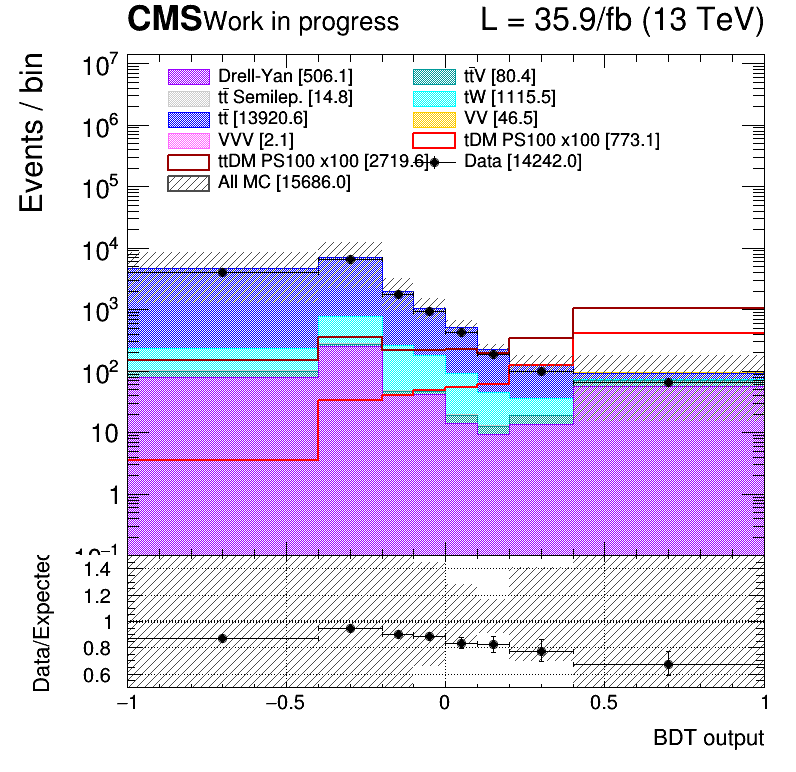 CMS Work in progress L = 35.9/fb (13 TeV)
Events / bin
10⁷
10⁶
10⁵
10⁴
10³
10²
10
1
10⁻¹
Drell-Yan [506.1]
tt̄V [80.4]
tt̄ Semilep. [14.8]
tW [1115.5]
tt̄ [13920.6]
VV [46.5]
VVV [2.1]
tDM PS100 x100 [773.1]
ttDM PS100 x100 [2719.6]
Data [14242.0]
All MC [15686.0]
Data/Expected
1.4
1.2
1
0.8
0.6
−1 −0.5 0 0.5 1
BDT output